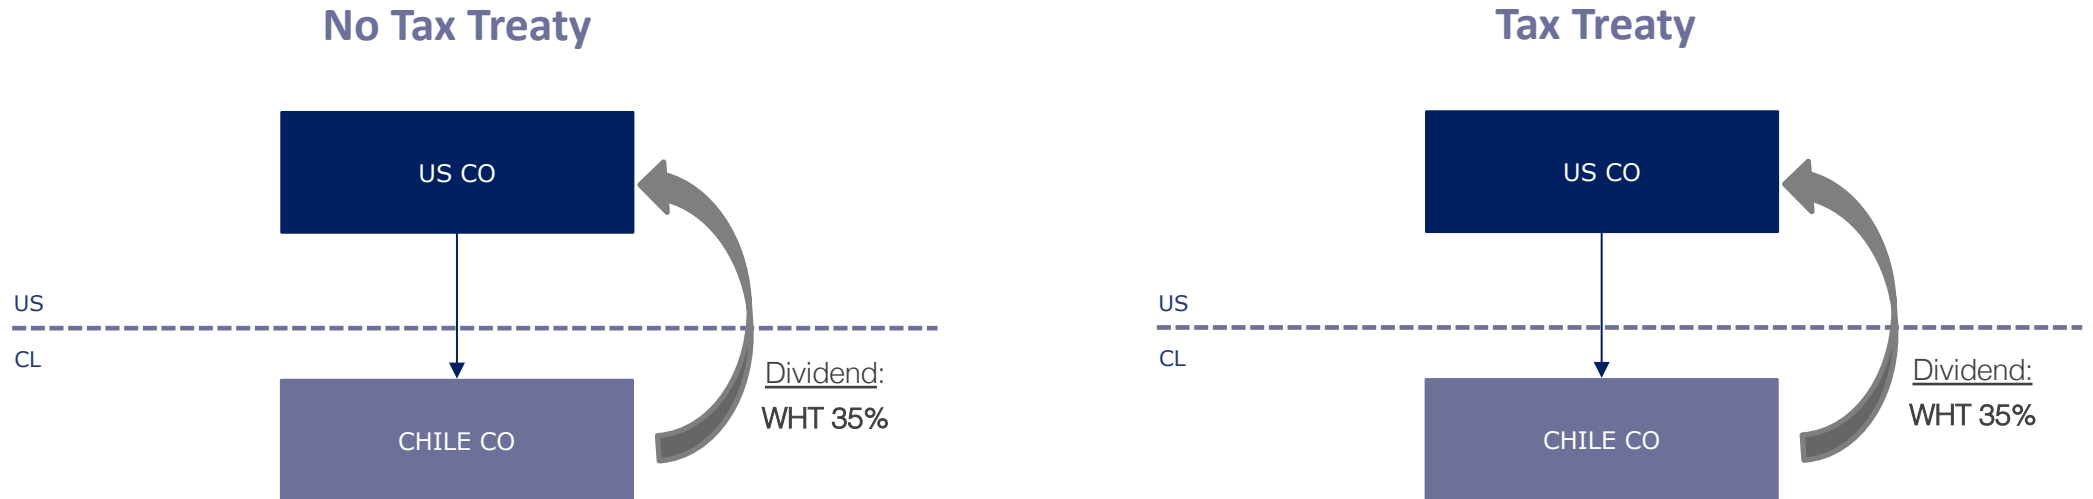 No Tax Treaty
US CO
US
CL
Dividend:
WHT 35%
CHILE CO
Tax Treaty
US CO
US
CL
Dividend:
WHT 35%
CHILE CO